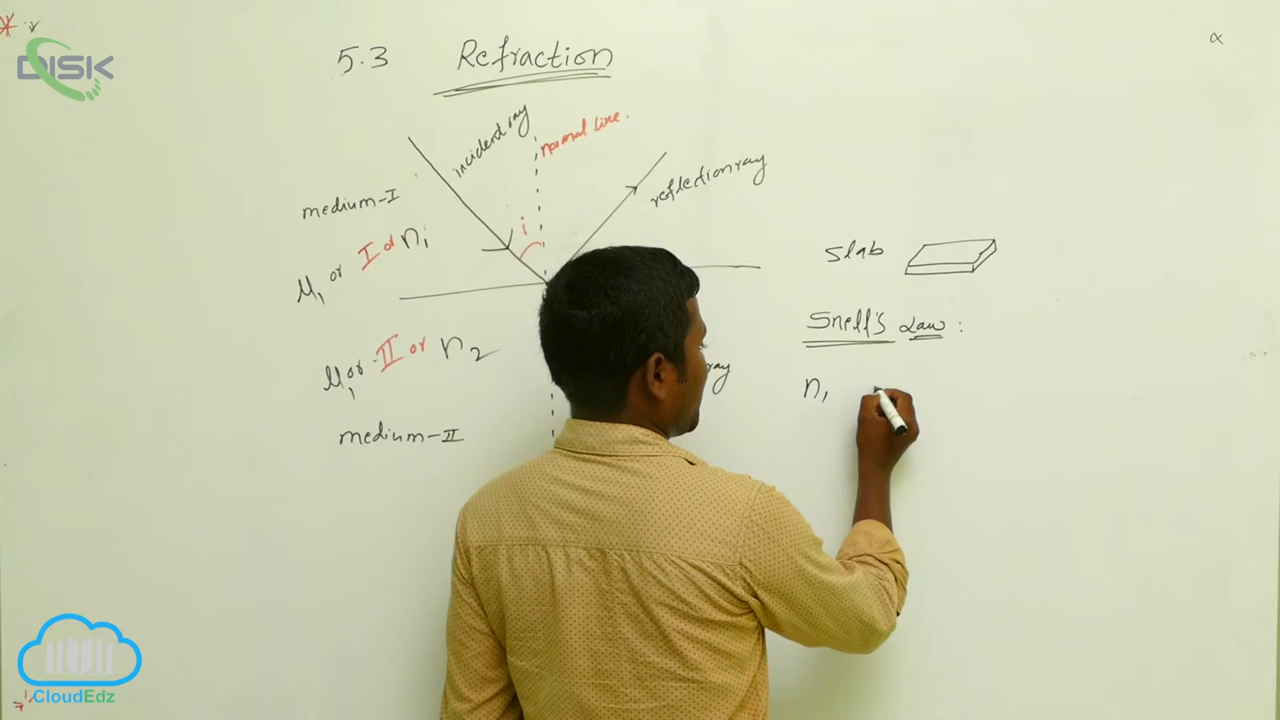 DISK
5.3 Refraction
α
incident ray
normal line.
reflection ray
medium-I
i
μ1 or I or n1
Slab
Snell's Law :
μ1 or II or n2
ray
n1
medium-II
CloudEdz